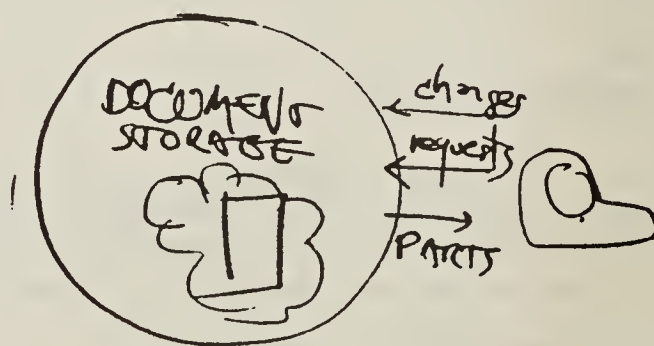 DOCUMENT
STORAGE
changes
requests
PARTS